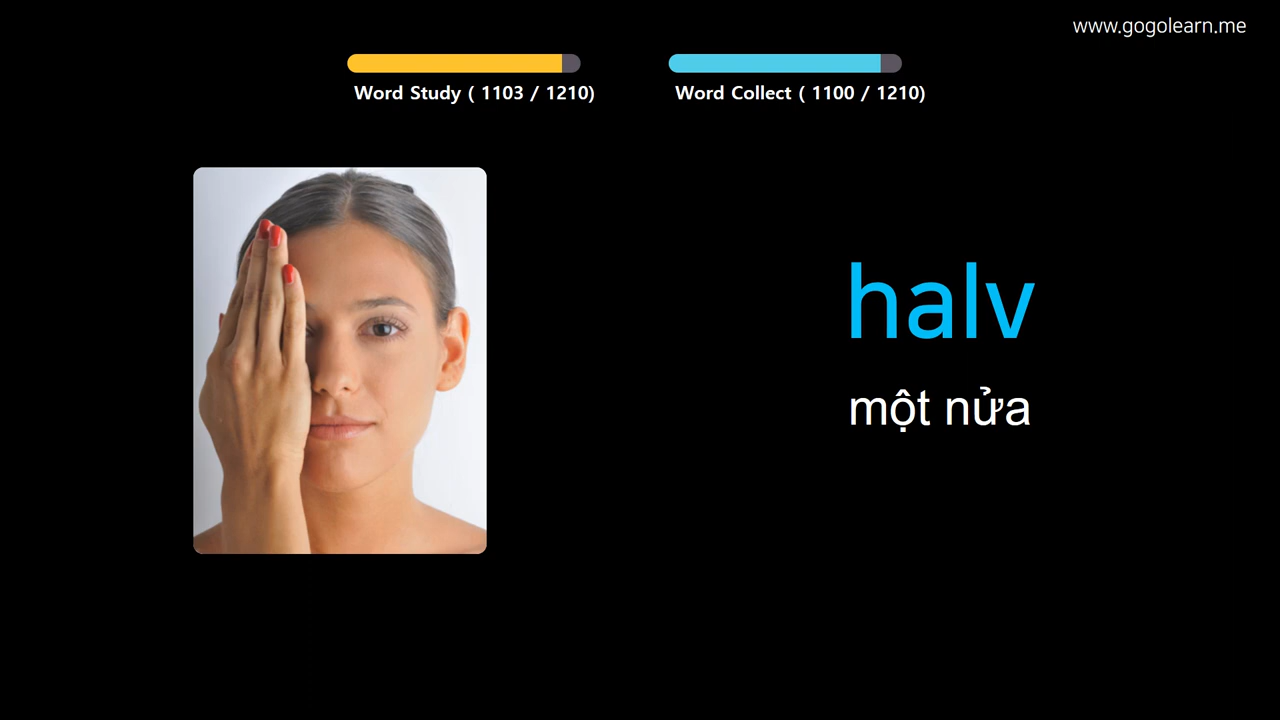 www.gogolearn.me
Word Study ( 1103 / 1210)
Word Collect ( 1100 / 1210)
halv
một nửa